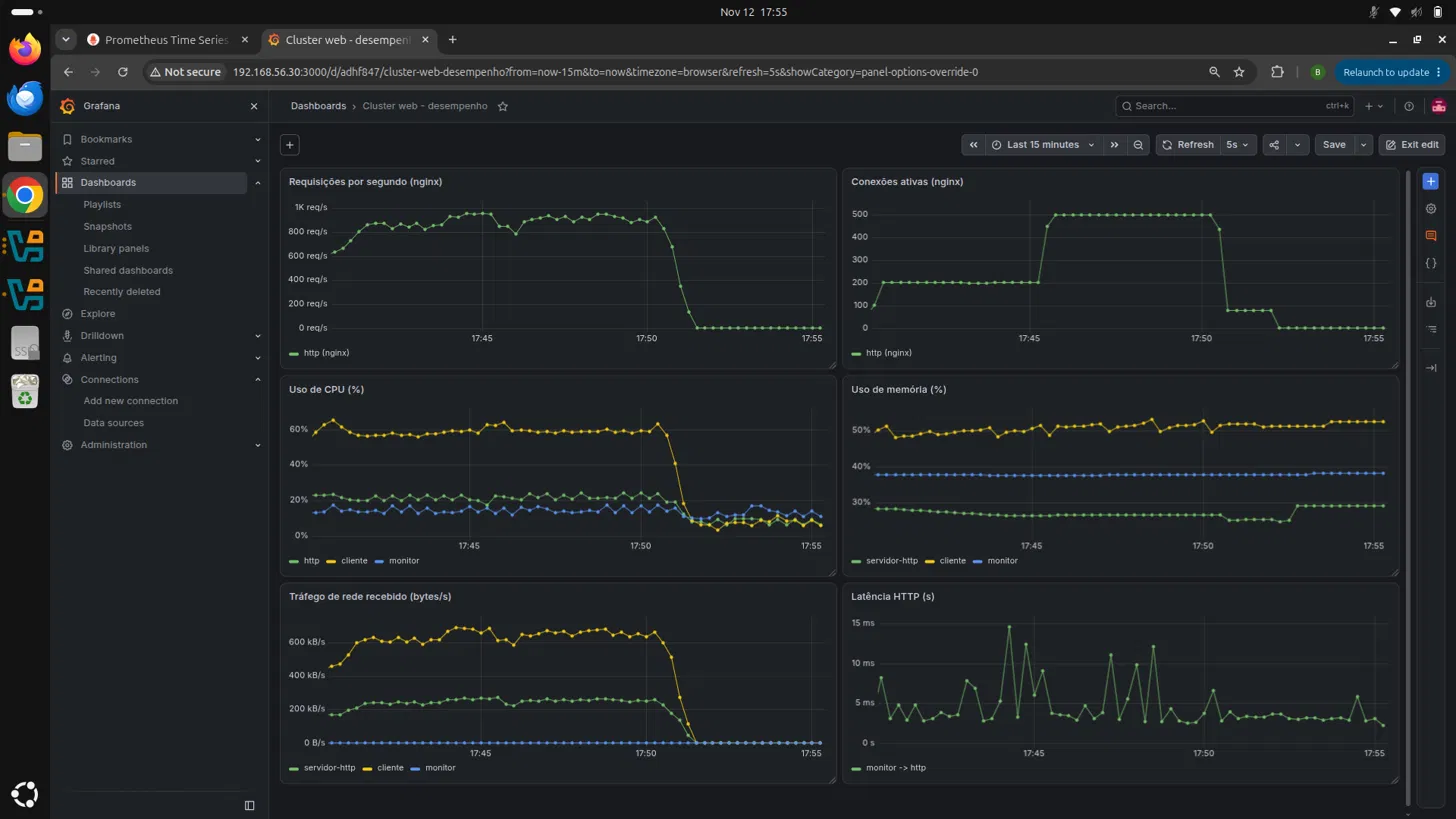 Nov 12 17:55
Prometheus Time Series
Cluster web - desempen
Not secure
192.168.56.30:3000/d/adhf847/cluster-web-desempenho?from=now-15m&to=now&timezone=browser&refresh=5s&showCategory=panel-options-override-0
B
Relaunch to update
Grafana
Dashboards › Cluster web - desempenho
Search...
ctrl+k
Bookmarks
Starred
Dashboards
Playlists
Snapshots
Library panels
Shared dashboards
Recently deleted
Explore
Drilldown
Alerting
Connections
Add new connection
Data sources
Administration
Last 15 minutes
Refresh
5s
Save
Exit edit
Requisições por segundo (nginx)
1K req/s
800 req/s
600 req/s
400 req/s
200 req/s
0 req/s
17:45 17:50 17:55
http (nginx)
Conexões ativas (nginx)
500
400
300
200
100
0
17:45 17:50 17:55
http (nginx)
Uso de CPU (%)
60%
40%
20%
0%
17:45 17:50 17:55
http cliente monitor
Uso de memória (%)
50%
40%
30%
17:45 17:50 17:55
servidor-http cliente monitor
Tráfego de rede recebido (bytes/s)
600 kB/s
400 kB/s
200 kB/s
0 B/s
17:45 17:50 17:55
servidor-http cliente monitor
Latência HTTP (s)
15 ms
10 ms
5 ms
0 s
17:45 17:50 17:55
monitor -> http